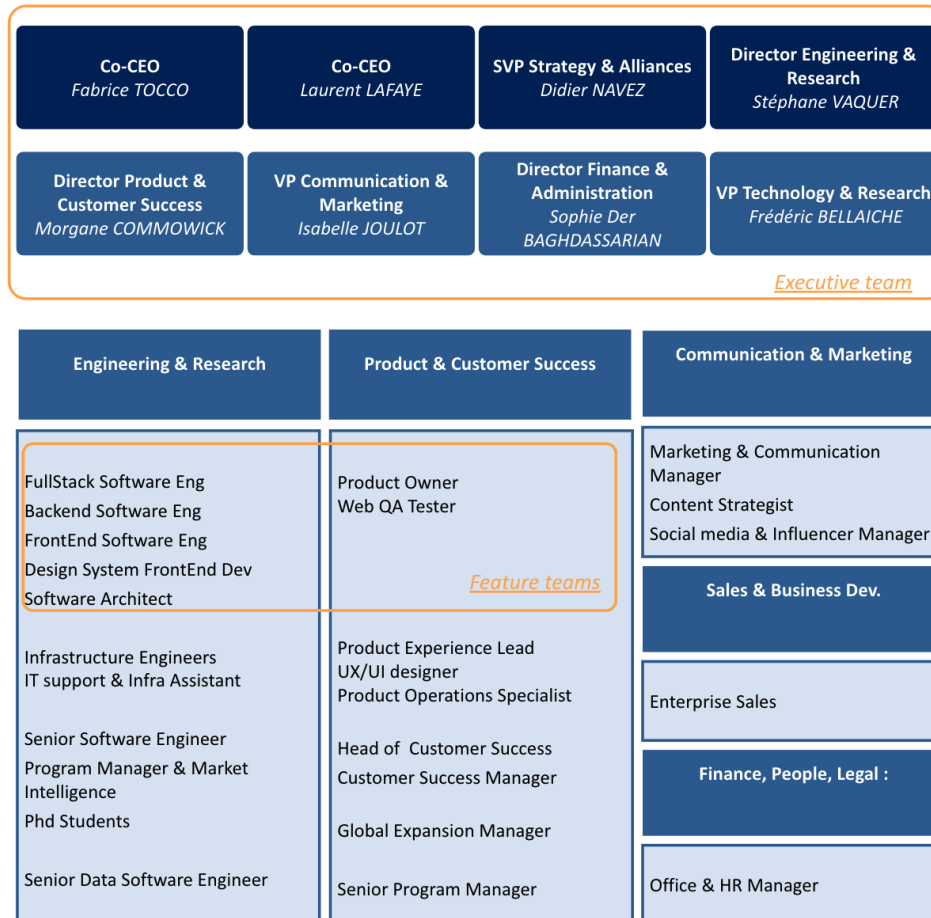 Co-CEO
Fabrice TOCCO
Co-CEO
Laurent LAFAYE
SVP Strategy & Alliances
Didier NAVEZ
Director Engineering &
Research
Stéphane VAQUER
Director Product &
Customer Success
Morgane COMMOWICK
VP Communication &
Marketing
Isabelle JOULOT
Director Finance &
Administration
Sophie Der
BAGHDASSARIAN
VP Technology & Research
Frédéric BELLAICHE
Executive team
Engineering & Research
FullStack Software Eng
Backend Software Eng
FrontEnd Software Eng
Design System FrontEnd Dev
Software Architect
Infrastructure Engineers
IT support & Infra Assistant
Senior Software Engineer
Program Manager & Market
Intelligence
Phd Students
Senior Data Software Engineer
Product & Customer Success
Product Owner
Web QA Tester
Feature teams
Product Experience Lead
UX/UI designer
Product Operations Specialist
Head of  Customer Success
Customer Success Manager
Global Expansion Manager
Senior Program Manager
Communication & Marketing
Marketing & Communication
Manager
Content Strategist
Social media & Influencer Manager
Sales & Business Dev.
Enterprise Sales
Finance, People, Legal :
Office & HR Manager